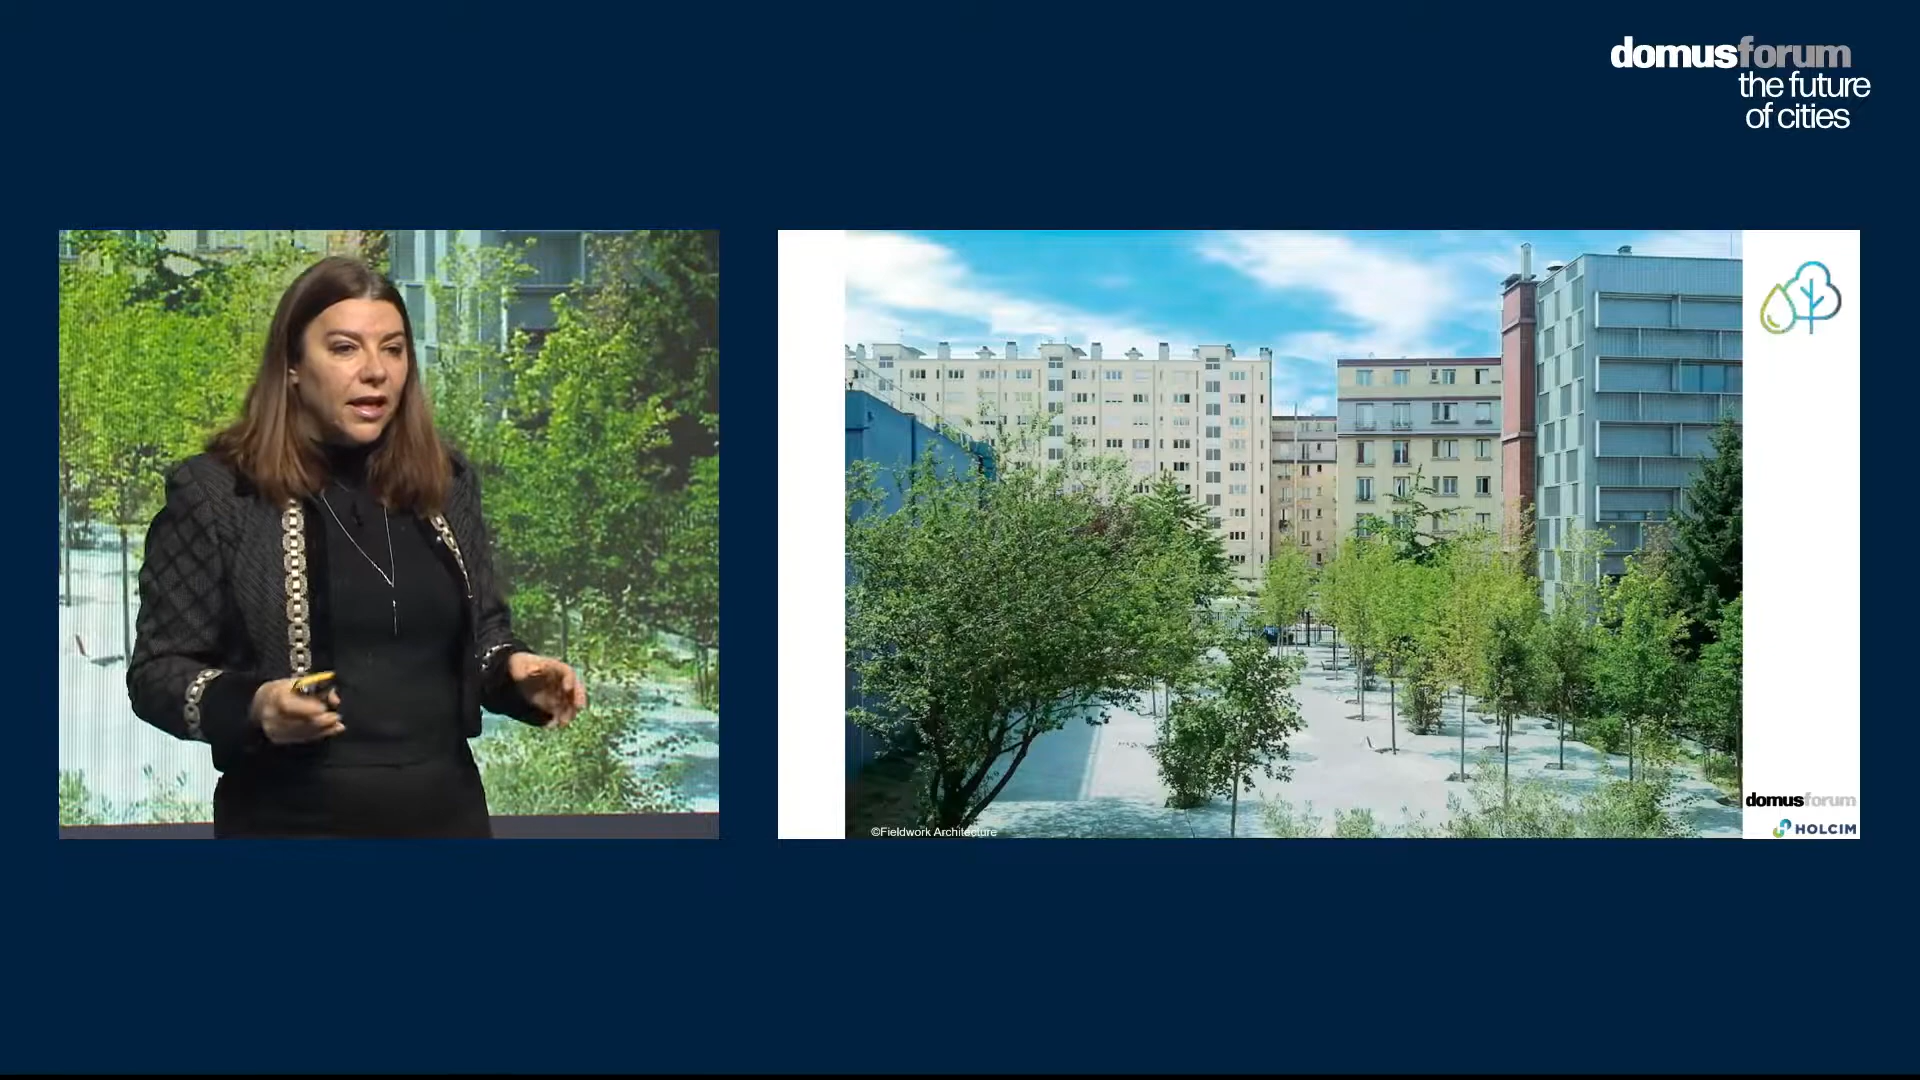 domusforum
the future
of cities
©Fieldwork Architecture
domusforum
HOLCIM